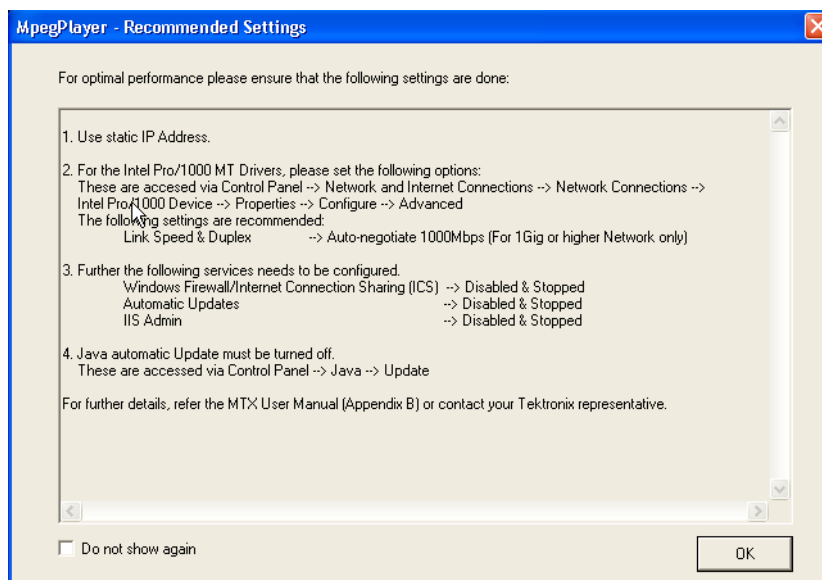 MpegPlayer - Recommended Settings
For optimal performance please ensure that the following settings are done:
1. Use static IP Address.
2. For the Intel Pro/1000 MT Drivers, please set the following options:
These are accesed via Control Panel --> Network and Internet Connections --> Network Connections -->
Intel Pro/1000 Device --> Properties --> Configure --> Advanced
The following settings are recommended:
Link Speed & Duplex --> Auto-negotiate 1000Mbps (For 1Gig or higher Network only)
3. Further the following services needs to be configured.
Windows Firewall/Internet Connection Sharing (ICS) --> Disabled & Stopped
Automatic Updates --> Disabled & Stopped
IIS Admin --> Disabled & Stopped
4. Java automatic Update must be turned off.
These are accessed via Control Panel --> Java --> Update
For further details, refer the MTX User Manual (Appendix B) or contact your Tektronix representative.
Do not show again
OK